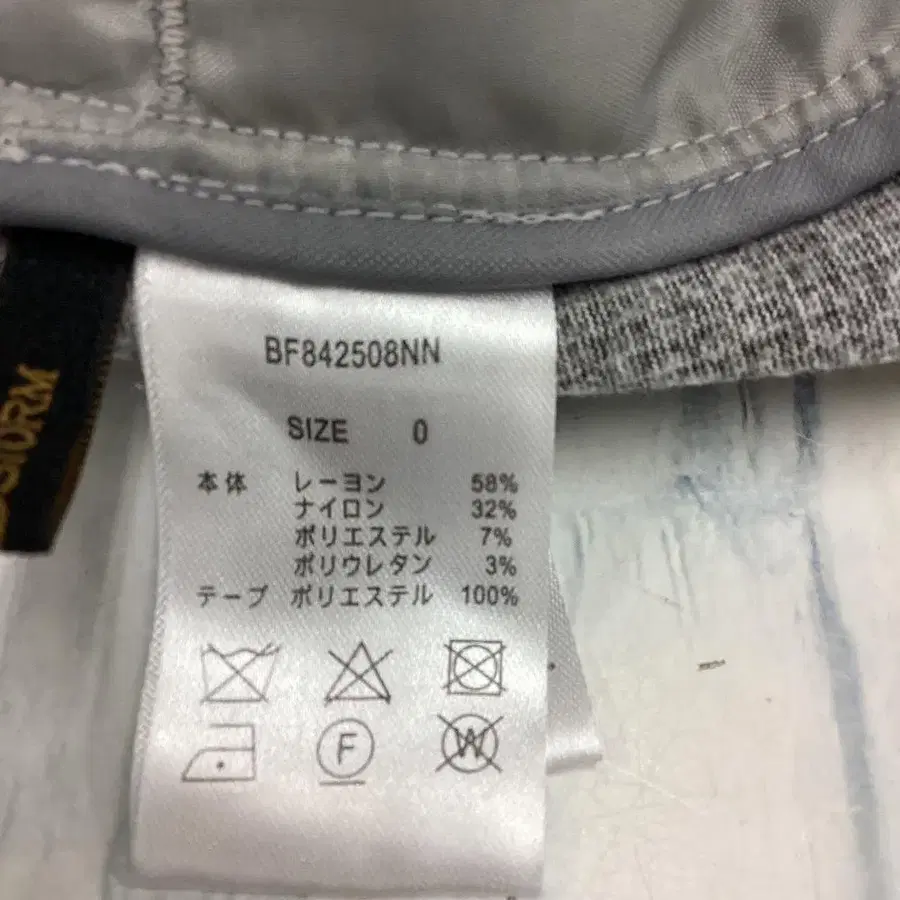 BF842508NN
SIZE 0
本体 レーヨン 58%
ナイロン 32%
ポリエステル 7%
ポリウレタン 3%
テープ ポリエステル 100%
F
W